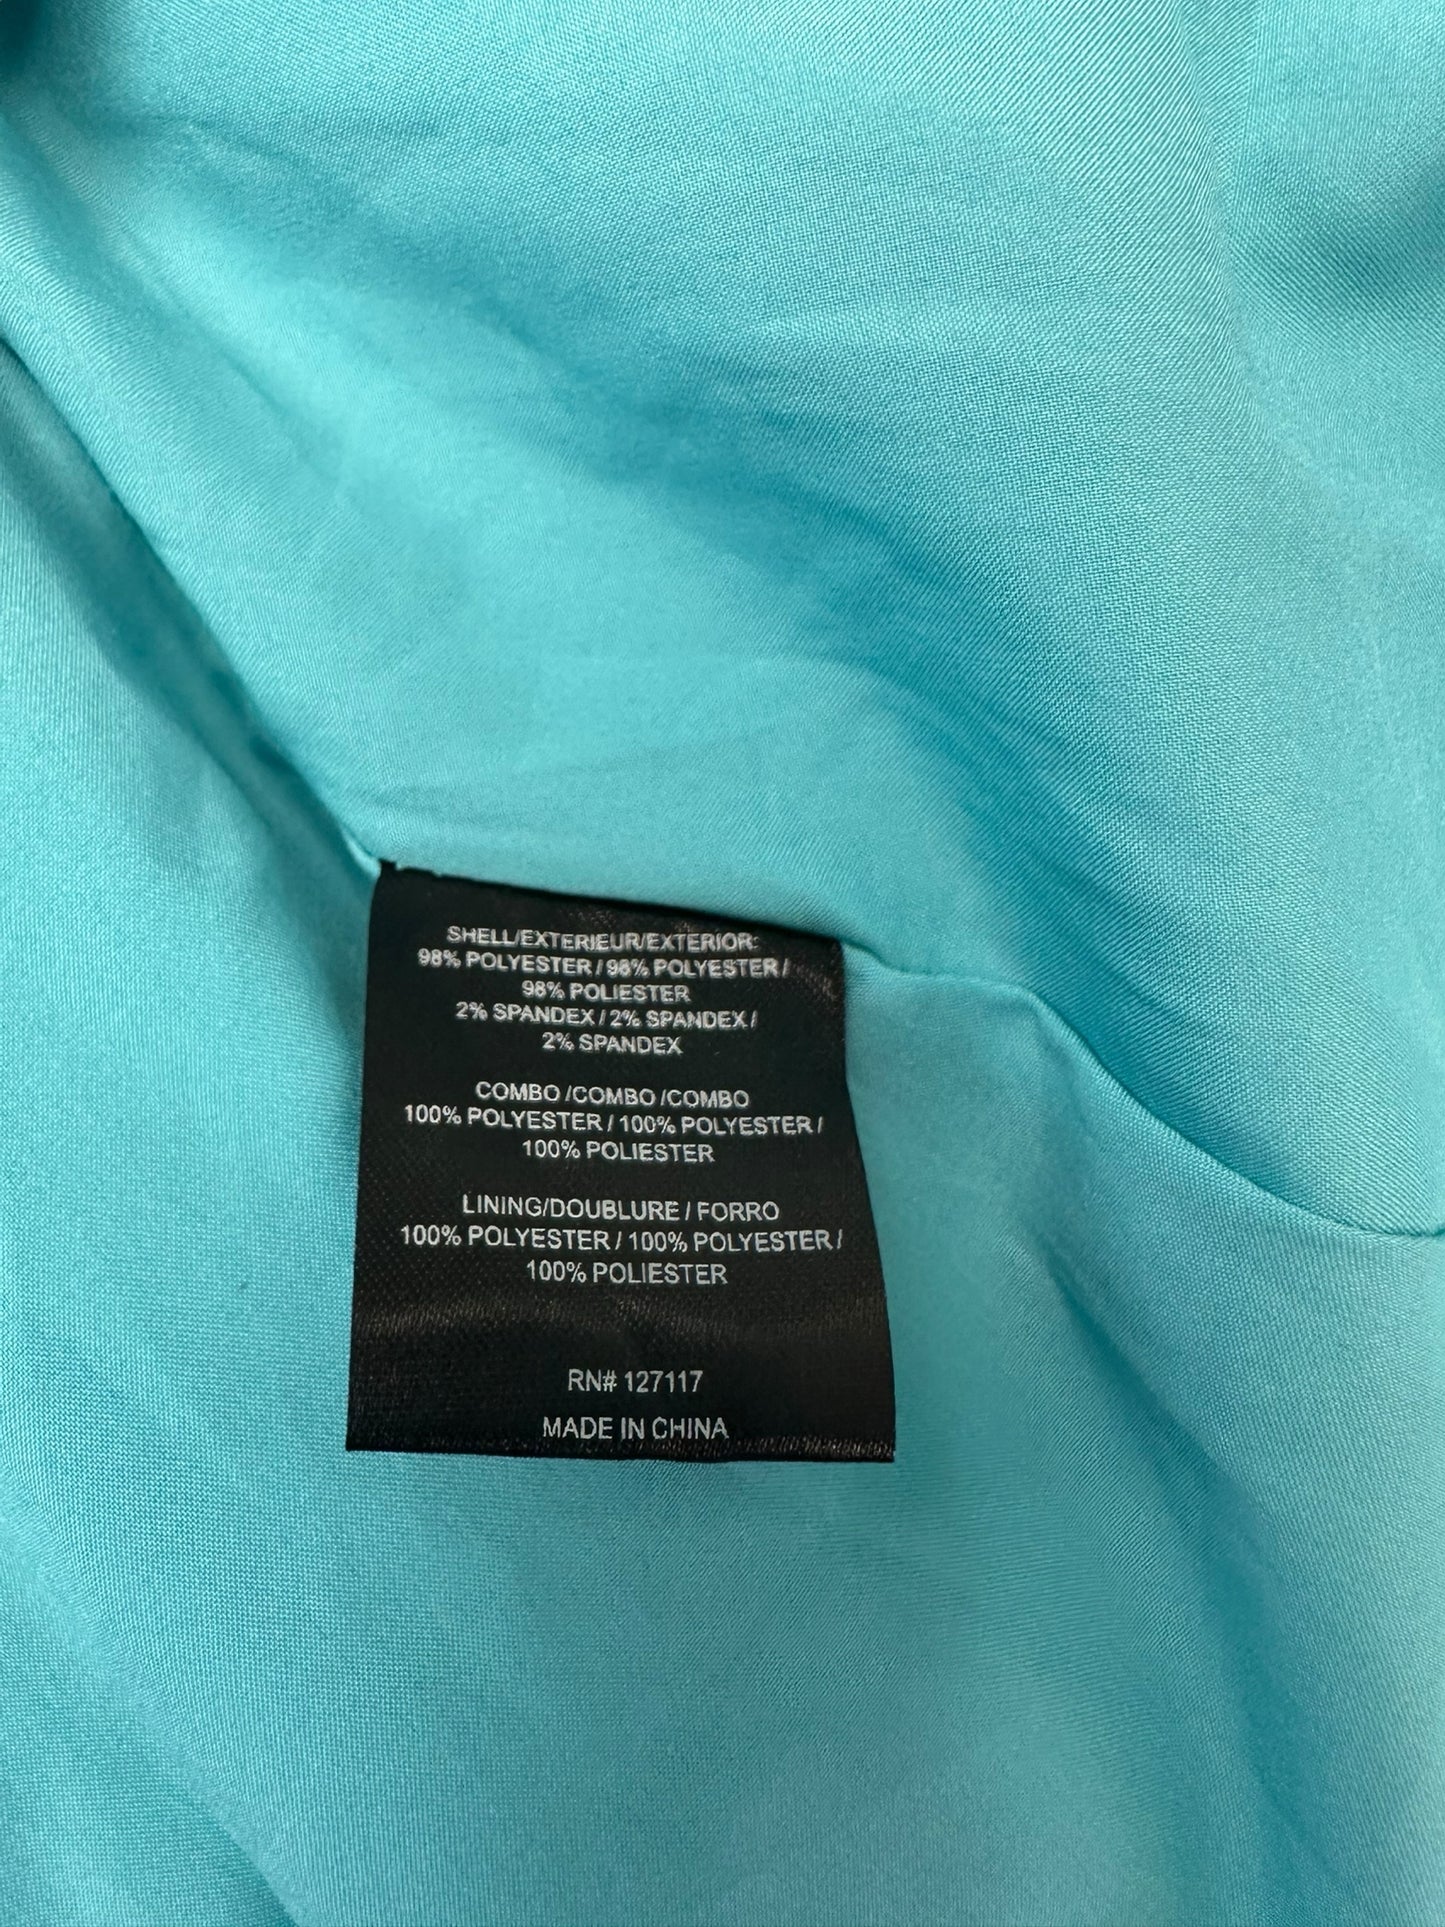 SHELL/EXTERIEUR/EXTERIOR:
98% POLYESTER / 98% POLYESTER /
98% POLIESTER
2% SPANDEX / 2% SPANDEX /
2% SPANDEX
COMBO /COMBO /COMBO
100% POLYESTER / 100% POLYESTER /
100% POLIESTER
LINING/DOUBLURE / FORRO
100% POLYESTER / 100% POLYESTER /
100% POLIESTER
RN# 127117
MADE IN CHINA